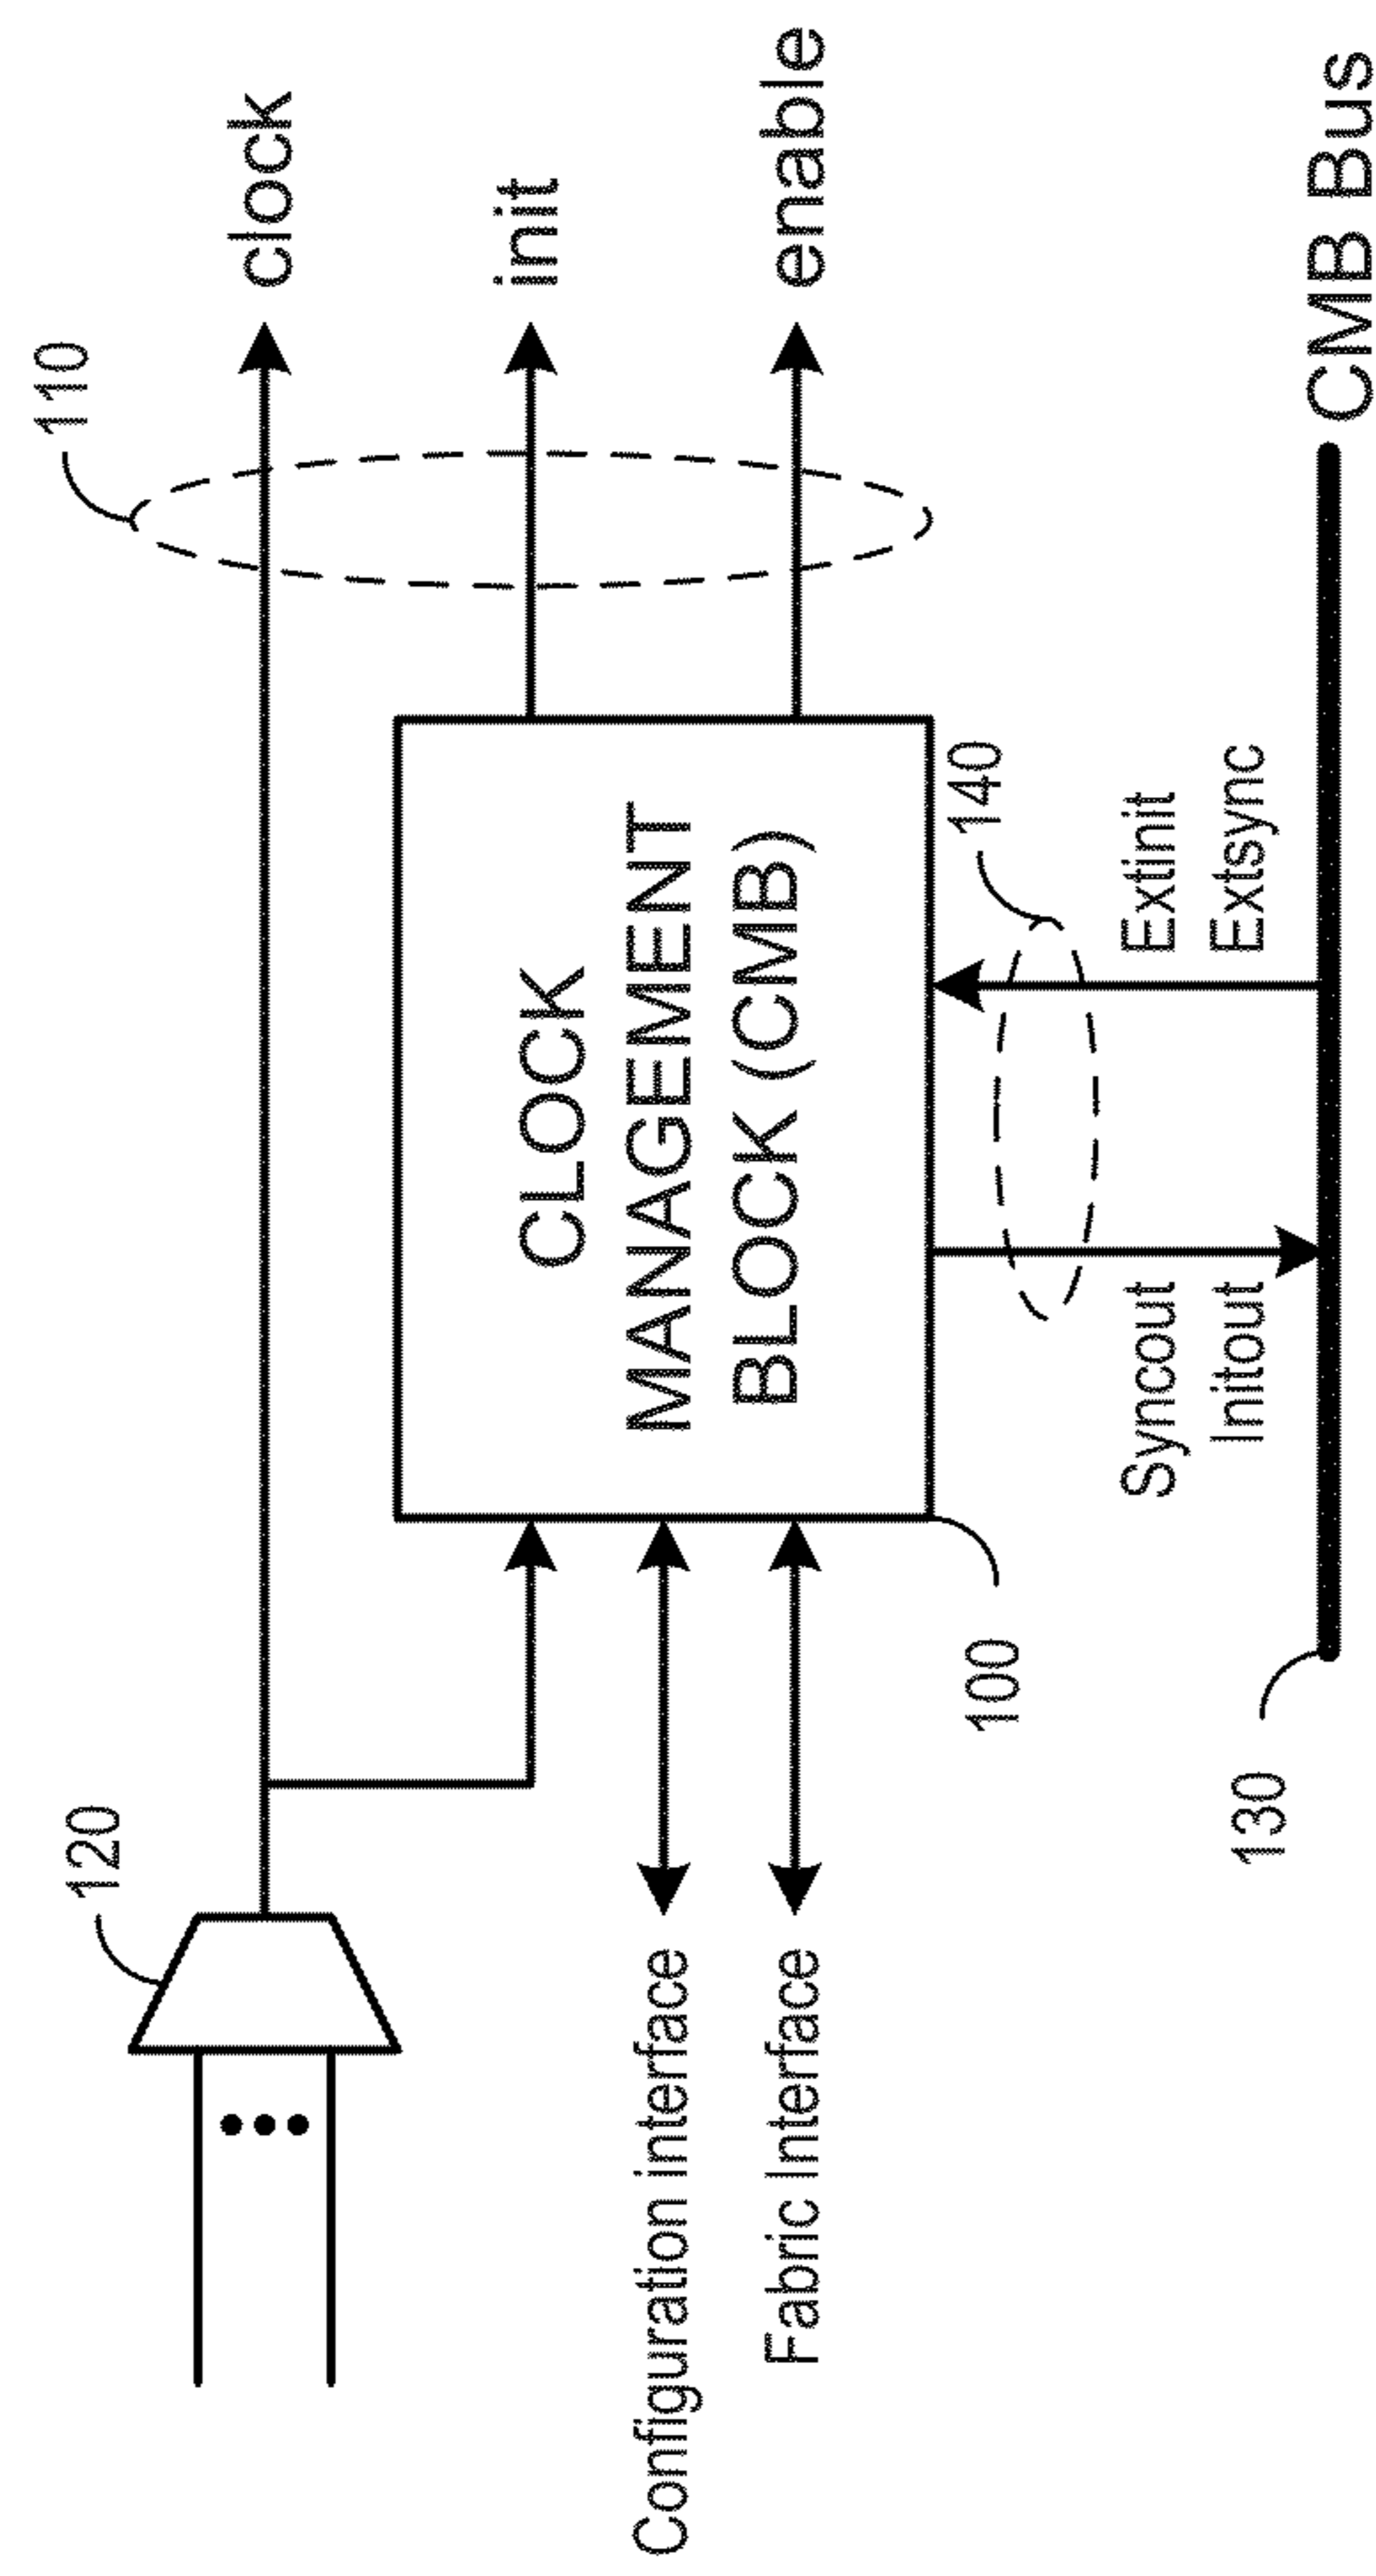 120
110
clock
init
enable
CLOCK
MANAGEMENT
BLOCK (CMB)
Configuration interface
Fabric Interface
100
140
Syncout
Initout
Extinit
Extsync
130
CMB Bus